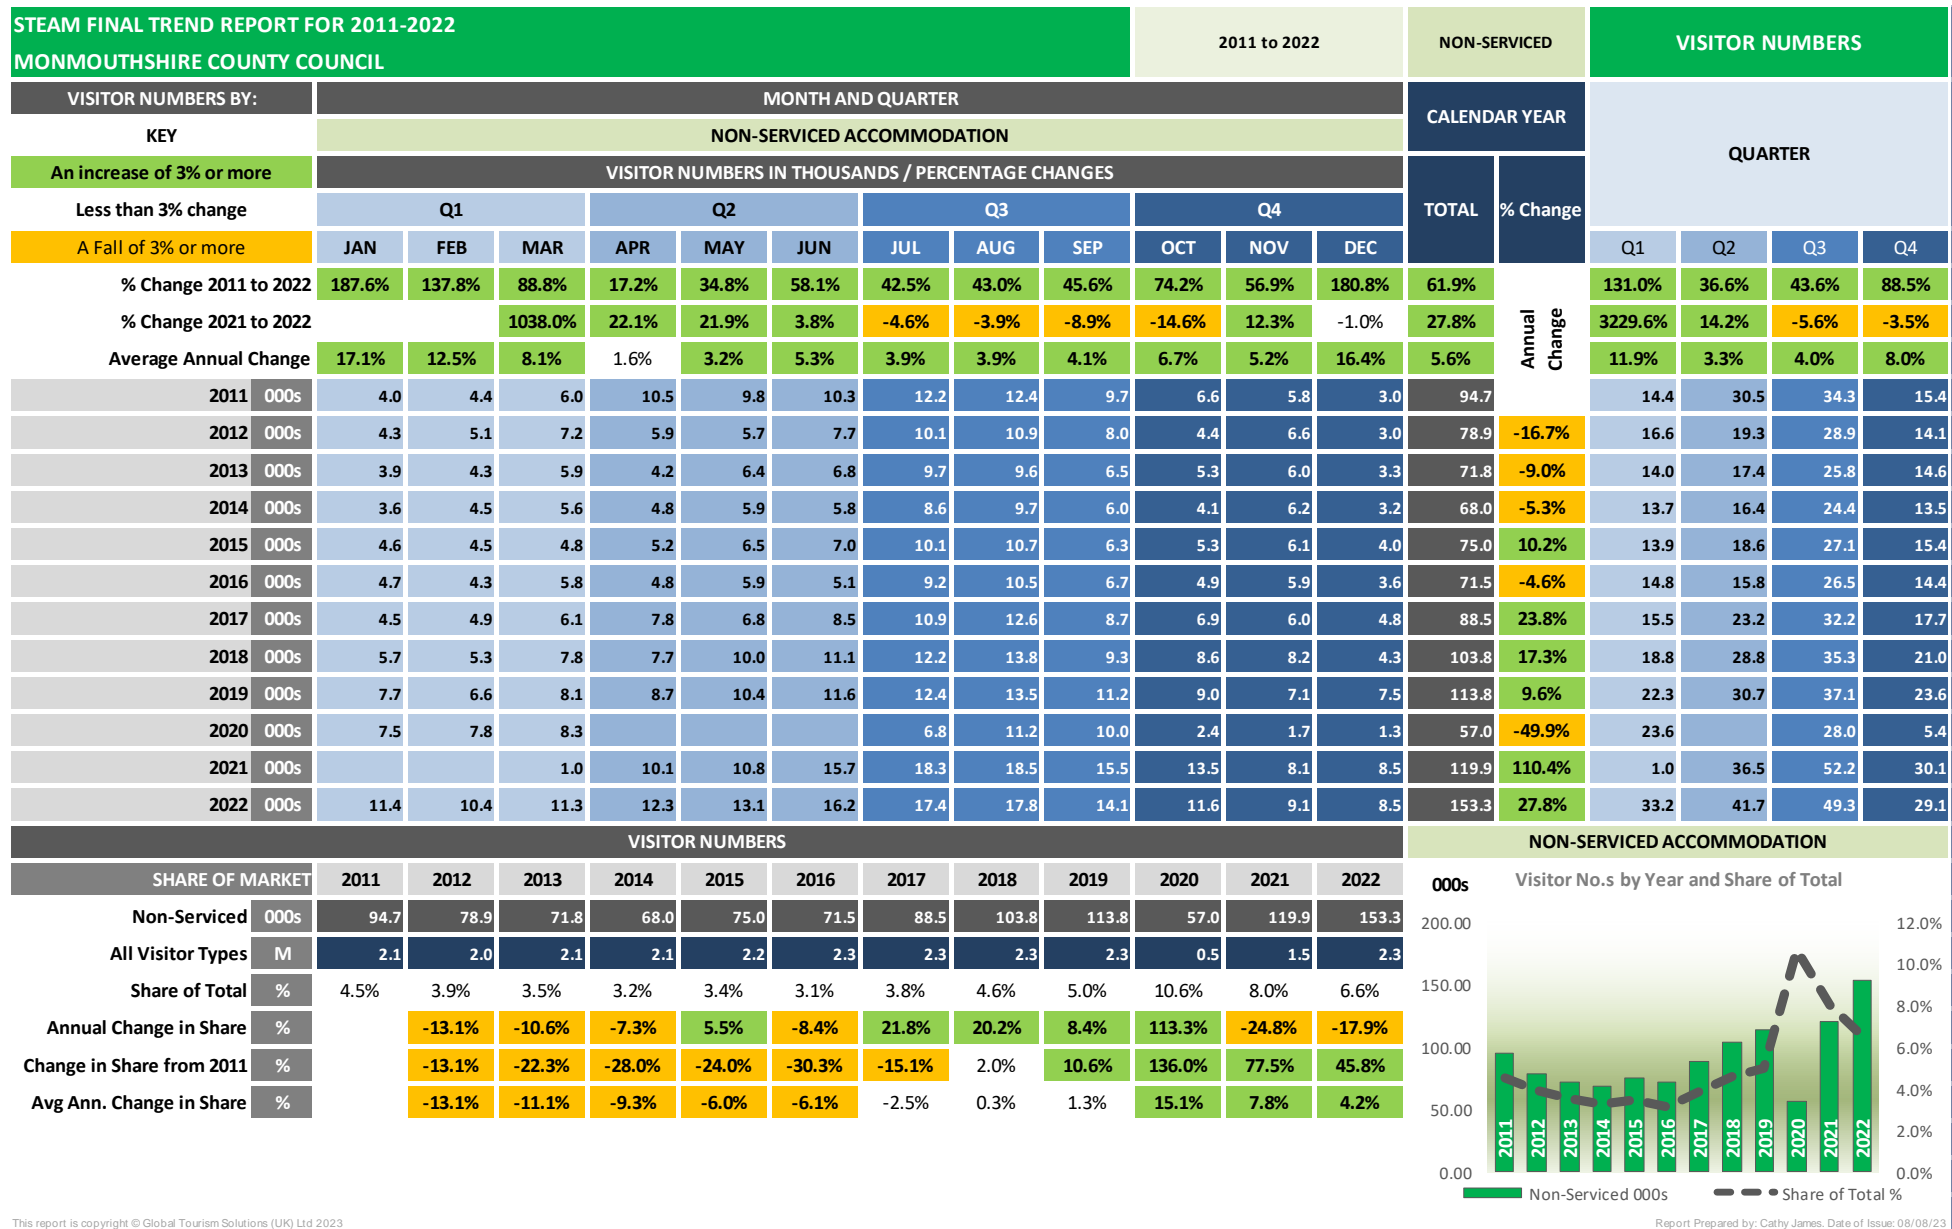 STEAM FINAL TREND REPORT FOR 2011-2022
MONMOUTHSHIRE COUNTY COUNCIL
2011 to 2022
NON-SERVICED
VISITOR NUMBERS
VISITOR NUMBERS BY:
MONTH AND QUARTER
CALENDAR YEAR
QUARTER
KEY
NON-SERVICED ACCOMMODATION
An increase of 3% or more
VISITOR NUMBERS IN THOUSANDS / PERCENTAGE CHANGES
TOTAL % Change
Less than 3% change Q1 Q2 Q3 Q4
A Fall of 3% or more JAN FEB MAR APR MAY JUN JUL AUG SEP OCT NOV DEC Q1 Q2 Q3 Q4
% Change 2011 to 2022 187.6% 137.8% 88.8% 17.2% 34.8% 58.1% 42.5% 43.0% 45.6% 74.2% 56.9% 180.8% 61.9% 131.0% 36.6% 43.6% 88.5%
% Change 2021 to 2022 1038.0% 22.1% 21.9% 3.8% -4.6% -3.9% -8.9% -14.6% 12.3% -1.0% 27.8% 3229.6% 14.2% -5.6% -3.5%
Average Annual Change 17.1% 12.5% 8.1% 1.6% 3.2% 5.3% 3.9% 3.9% 4.1% 6.7% 5.2% 16.4% 5.6% 11.9% 3.3% 4.0% 8.0%
Annual
Change
2011 000s 4.0 4.4 6.0 10.5 9.8 10.3 12.2 12.4 9.7 6.6 5.8 3.0 94.7 14.4 30.5 34.3 15.4
2012 000s 4.3 5.1 7.2 5.9 5.7 7.7 10.1 10.9 8.0 4.4 6.6 3.0 78.9 -16.7% 16.6 19.3 28.9 14.1
2013 000s 3.9 4.3 5.9 4.2 6.4 6.8 9.7 9.6 6.5 5.3 6.0 3.3 71.8 -9.0% 14.0 17.4 25.8 14.6
2014 000s 3.6 4.5 5.6 4.8 5.9 5.8 8.6 9.7 6.0 4.1 6.2 3.2 68.0 -5.3% 13.7 16.4 24.4 13.5
2015 000s 4.6 4.5 4.8 5.2 6.5 7.0 10.1 10.7 6.3 5.3 6.1 4.0 75.0 10.2% 13.9 18.6 27.1 15.4
2016 000s 4.7 4.3 5.8 4.8 5.9 5.1 9.2 10.5 6.7 4.9 5.9 3.6 71.5 -4.6% 14.8 15.8 26.5 14.4
2017 000s 4.5 4.9 6.1 7.8 6.8 8.5 10.9 12.6 8.7 6.9 6.0 4.8 88.5 23.8% 15.5 23.2 32.2 17.7
2018 000s 5.7 5.3 7.8 7.7 10.0 11.1 12.2 13.8 9.3 8.6 8.2 4.3 103.8 17.3% 18.8 28.8 35.3 21.0
2019 000s 7.7 6.6 8.1 8.7 10.4 11.6 12.4 13.5 11.2 9.0 7.1 7.5 113.8 9.6% 22.3 30.7 37.1 23.6
2020 000s 7.5 7.8 8.3 6.8 11.2 10.0 2.4 1.7 1.3 57.0 -49.9% 23.6 28.0 5.4
2021 000s 1.0 10.1 10.8 15.7 18.3 18.5 15.5 13.5 8.1 8.5 119.9 110.4% 1.0 36.5 52.2 30.1
2022 000s 11.4 10.4 11.3 12.3 13.1 16.2 17.4 17.8 14.1 11.6 9.1 8.5 153.3 27.8% 33.2 41.7 49.3 29.1
VISITOR NUMBERS
NON-SERVICED ACCOMMODATION
SHARE OF MARKET 2011 2012 2013 2014 2015 2016 2017 2018 2019 2020 2021 2022
Non-Serviced 000s 94.7 78.9 71.8 68.0 75.0 71.5 88.5 103.8 113.8 57.0 119.9 153.3
All Visitor Types M 2.1 2.0 2.1 2.1 2.2 2.3 2.3 2.3 2.3 0.5 1.5 2.3
Share of Total % 4.5% 3.9% 3.5% 3.2% 3.4% 3.1% 3.8% 4.6% 5.0% 10.6% 8.0% 6.6%
Annual Change in Share % -13.1% -10.6% -7.3% 5.5% -8.4% 21.8% 20.2% 8.4% 113.3% -24.8% -17.9%
Change in Share from 2011 % -13.1% -22.3% -28.0% -24.0% -30.3% -15.1% 2.0% 10.6% 136.0% 77.5% 45.8%
Avg Ann. Change in Share % -13.1% -11.1% -9.3% -6.0% -6.1% -2.5% 0.3% 1.3% 15.1% 7.8% 4.2%
000s Visitor No.s by Year and Share of Total
200.00 12.0%
10.0%
150.00
8.0%
100.00 6.0%
4.0%
50.00
2.0%
2011 2012 2013 2014 2015 2016 2017 2018 2019 2020 2021 2022
0.00 0.0%
Non-Serviced 000s Share of Total %
This report is copyright © Global Tourism Solutions (UK) Ltd 2023
Report Prepared by: Cathy James. Date of Issue: 08/08/23